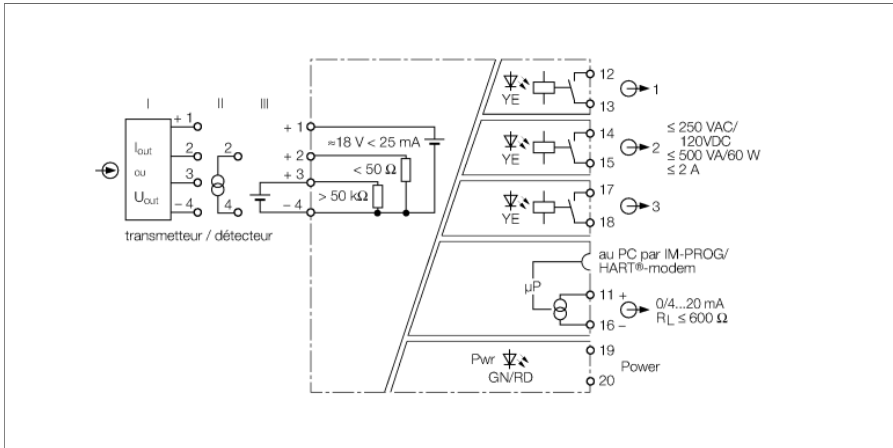 I II III
+ 1
I out
2
ou
3
U out
– 4
2
4
transmetteur / détecteur
+ 1
≈18 V < 25 mA
+ 2
< 50 Ω
+ 3
> 50 kΩ
– 4
YE
12
13
1
YE
14
15
2
≤ 250 VAC/
120VDC
≤ 500 VA/60 W
≤ 2 A
YE
17
18
3
au PC par IM-PROG/
HART®-modem
µP
11 +
16 –
0/4...20 mA
RL ≤ 600 Ω
Pwr
GN/RD
19
20
Power